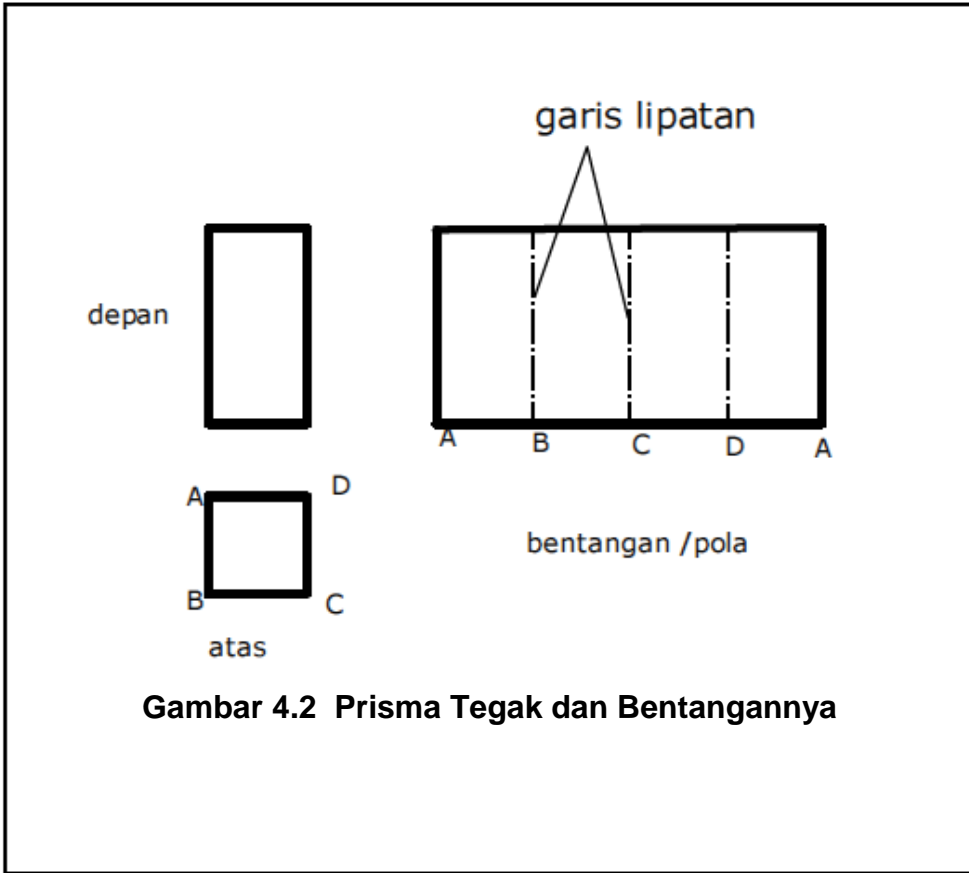 garis lipatan
depan
A B C D A
A D
bentangan /pola
B C
atas
Gambar 4.2 Prisma Tegak dan Bentangannya